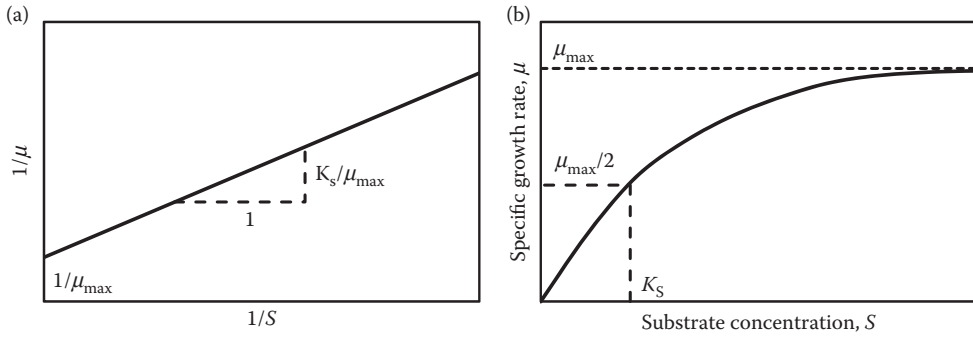 (a)
1/μ
K_s/μ_max
1
1/μ_max
1/S
(b)
Specific growth rate, μ
μ_max
μ_max/2
K_S
Substrate concentration, S